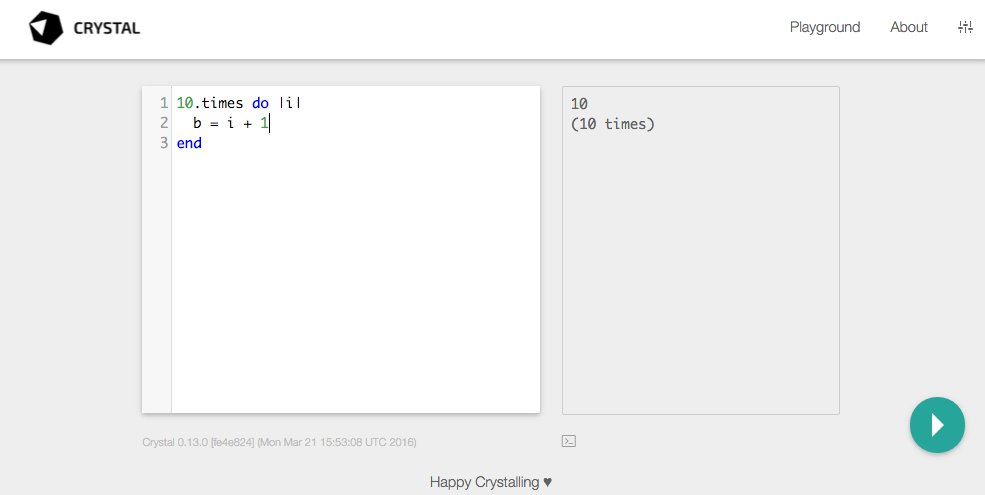 CRYSTAL
Playground About
1 10.times do |i|
2 b = i + 1
3 end
10
(10 times)
Crystal 0.13.0 [fe4e824] (Mon Mar 21 15:53:08 UTC 2016)
Happy Crystalling ♥